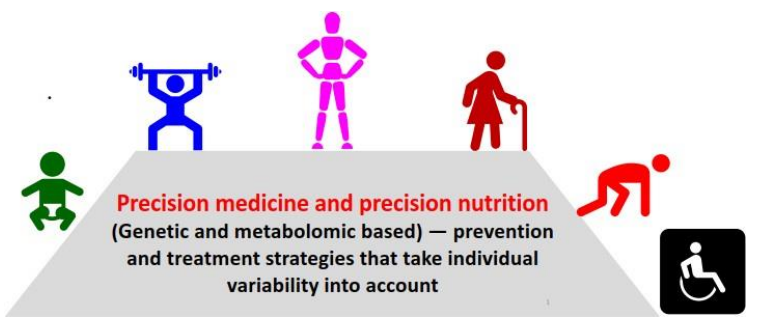 Precision medicine and precision nutrition
(Genetic and metabolomic based) — prevention
and treatment strategies that take individual
variability into account
1